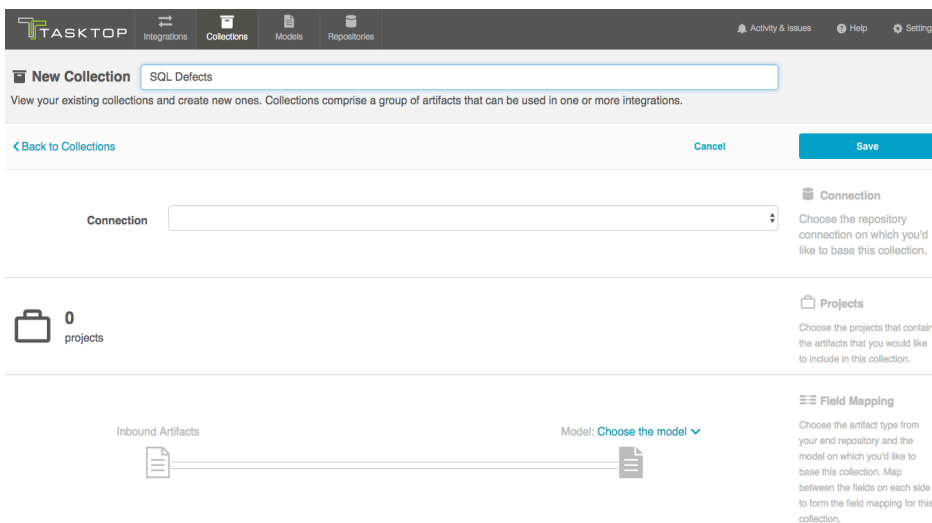 TASKTOP
Integrations
Collections
Models
Repositories
Activity & Issues
Help
Setting
New Collection
SQL Defects
View your existing collections and create new ones. Collections comprise a group of artifacts that can be used in one or more integrations.
Back to Collections
Cancel
Save
Connection
Connection
Choose the repository
connection on which you'd
like to base this collection.
0
projects
Projects
Choose the projects that contain
the artifacts that you would like
to include in this collection.
Inbound Artifacts
Model: Choose the model
Field Mapping
Choose the artifact type from
your end repository and the
model on which you'd like to
base this collection. Map
between the fields on each side
to form the field mapping for this
collection.